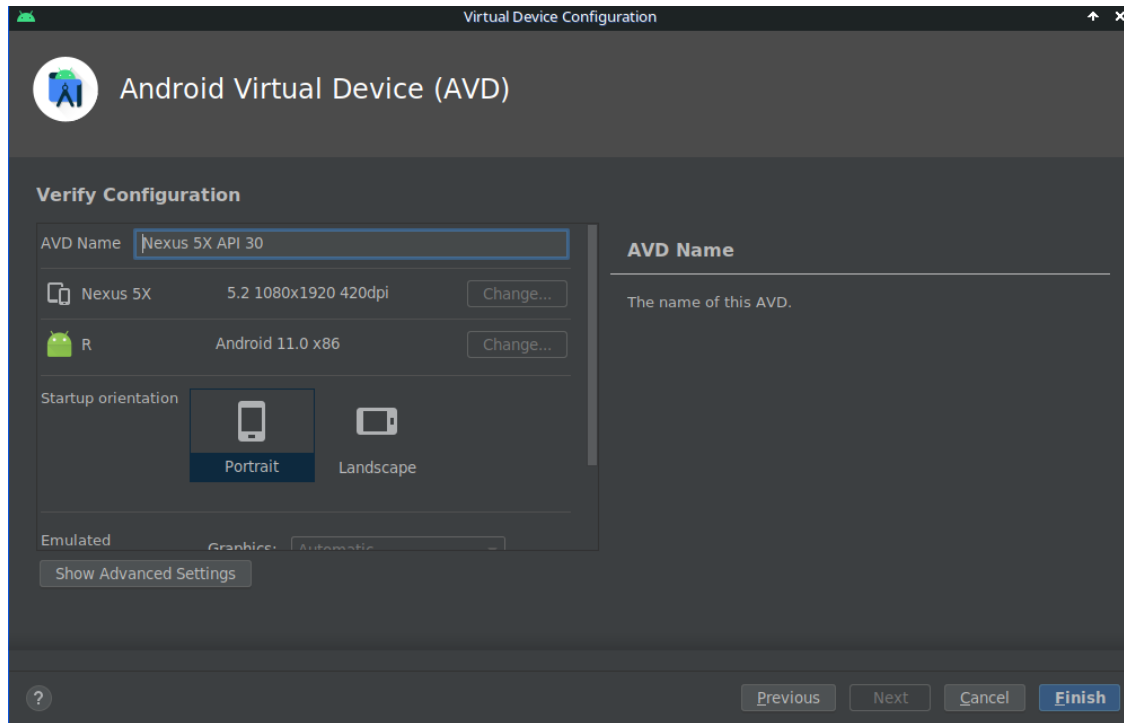 Virtual Device Configuration
Android Virtual Device (AVD)
Verify Configuration
AVD Name Nexus 5X API 30
Nexus 5X 5.2 1080x1920 420dpi Change...
R Android 11.0 x86 Change...
Startup orientation
Portrait Landscape
Emulated
Graphics: Automatic
Show Advanced Settings
AVD Name
The name of this AVD.
? Previous Next Cancel Finish